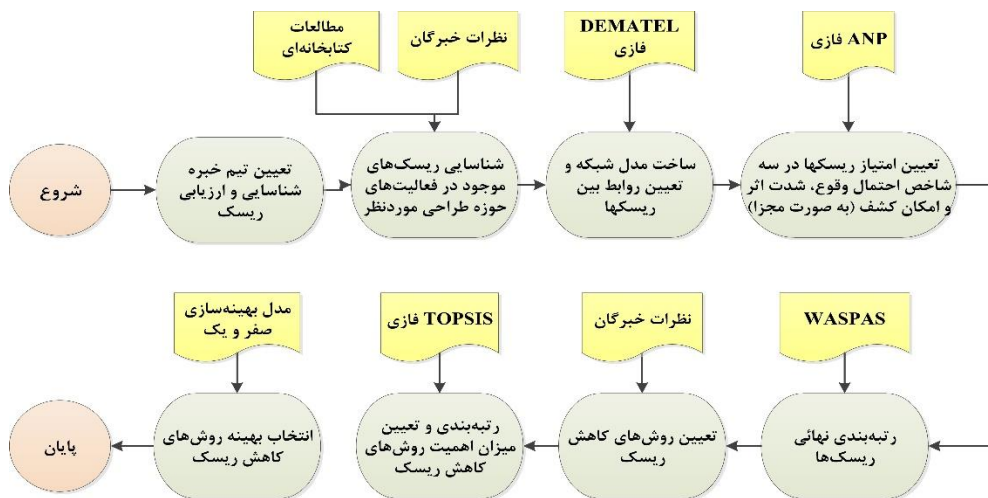 مطالعات
کتابخانه‌ای
نظرات خبرگان
DEMATEL
فازی
ANP فازی
شروع
تعیین تیم خبره
شناسایی و ارزیابی
ریسک
شناسایی ریسک‌های
موجود در فعالیت‌های
حوزه طراحی موردنظر
ساخت مدل شبکه و
تعیین روابط بین
ریسکها
تعیین امتیاز ریسکها در سه
شاخص احتمال وقوع، شدت اثر
و امکان کشف (به صورت مجزا)
WASPAS
نظرات خبرگان
TOPSIS فازی
مدل بهینه‌سازی
صفر و یک
رتبه‌بندی نهائی
ریسک‌ها
تعیین روش‌های کاهش
ریسک
رتبه‌بندی و تعیین
میزان اهمیت روش‌های
کاهش ریسک
انتخاب بهینه روش‌های
کاهش ریسک
پایان